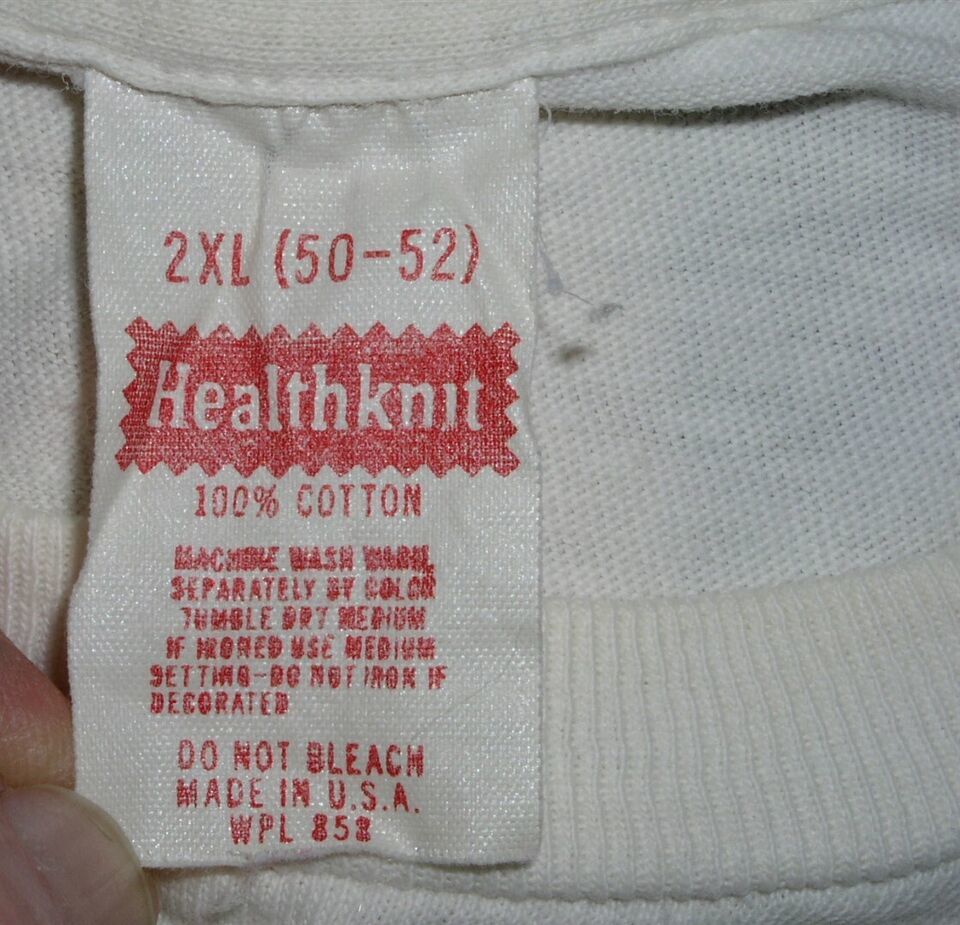 2XL (50-52)
Healthknit
100% COTTON
MACHINE WASH WARM,
SEPARATELY BY COLOR
TUMBLE DRY MEDIUM
IF IRONED USE MEDIUM
SETTING-DO NOT IRON IF
DECORATED
DO NOT BLEACH
MADE IN U.S.A.
WPL 858